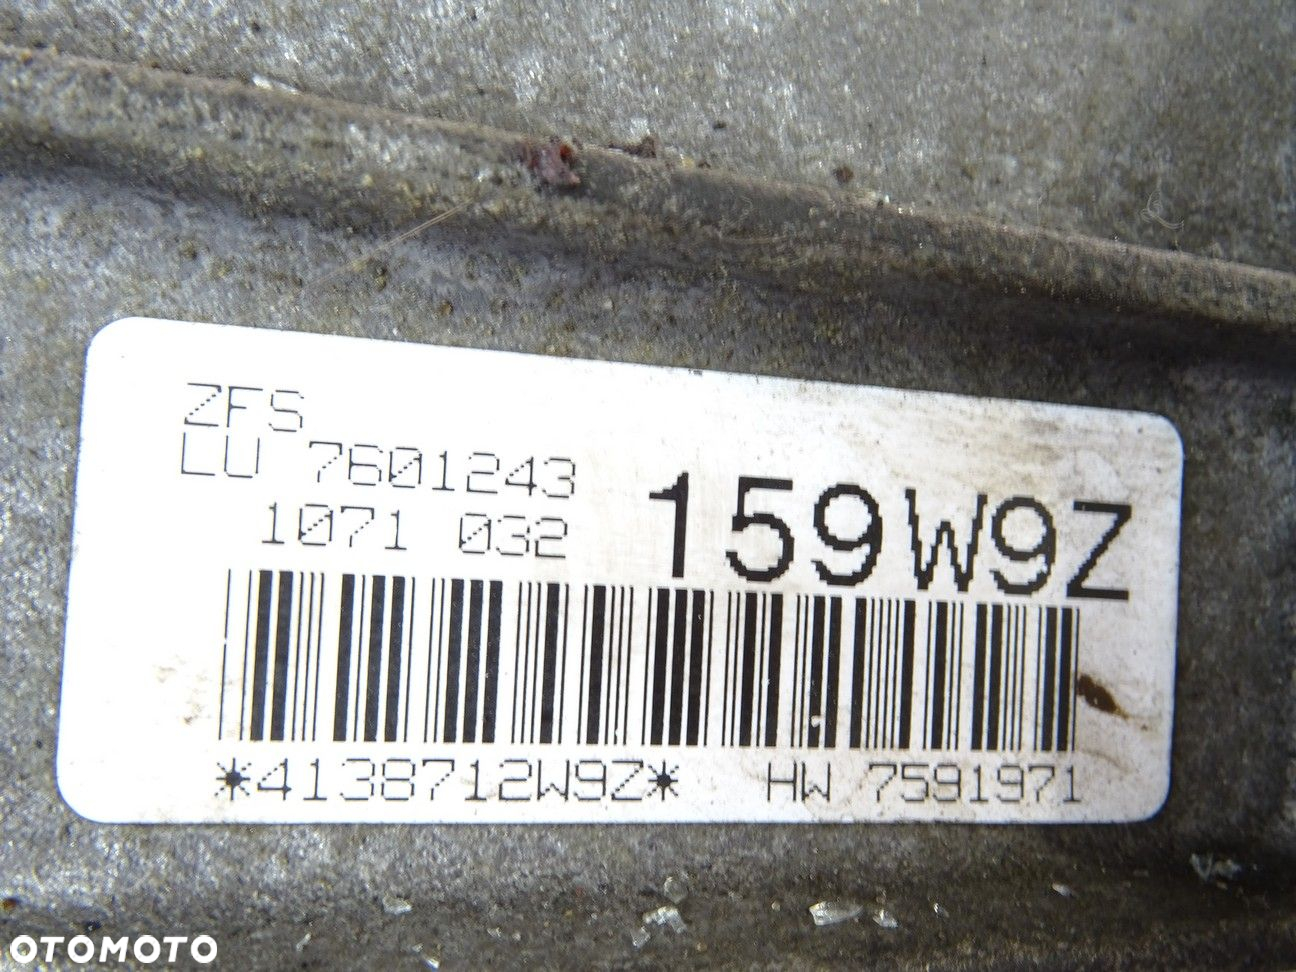 ZFS
LU 7601243
1071 032
159W9Z
*4138712W9Z* HW 7591971
OTOMOTO